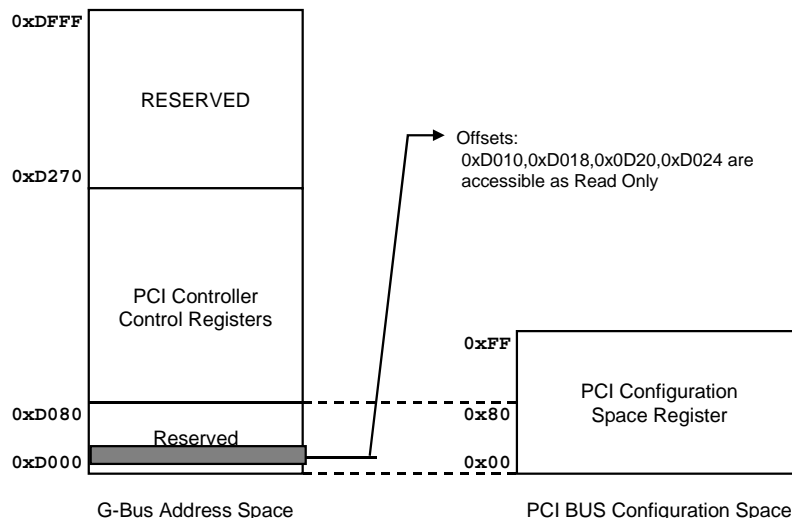 0xDFFF
RESERVED
Offsets:
0xD010,0xD018,0x0D20,0xD024 are
accessible as Read Only
0xD270
PCI Controller
Control Registers
0xFF
PCI Configuration
Space Register
0xD080
0x80
Reserved
0xD000
0x00
G-Bus Address Space
PCI BUS Configuration Space